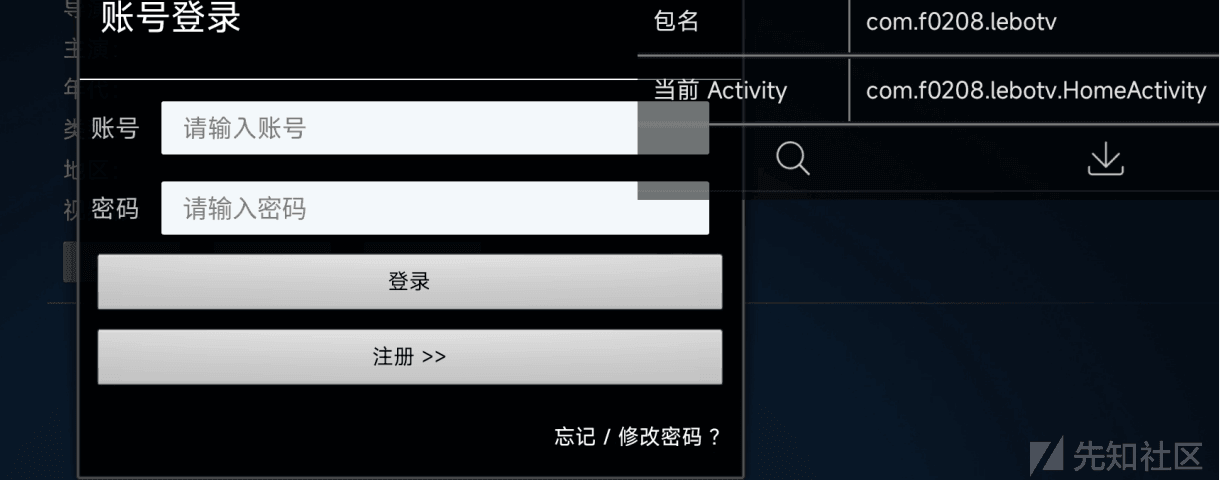 账号登录
包名 com.f0208.lebotv
当前 Activity com.f0208.lebotv.HomeActivity
账号 请输入账号
密码 请输入密码
登录
注册 >>
忘记 / 修改密码 ?
先知社区